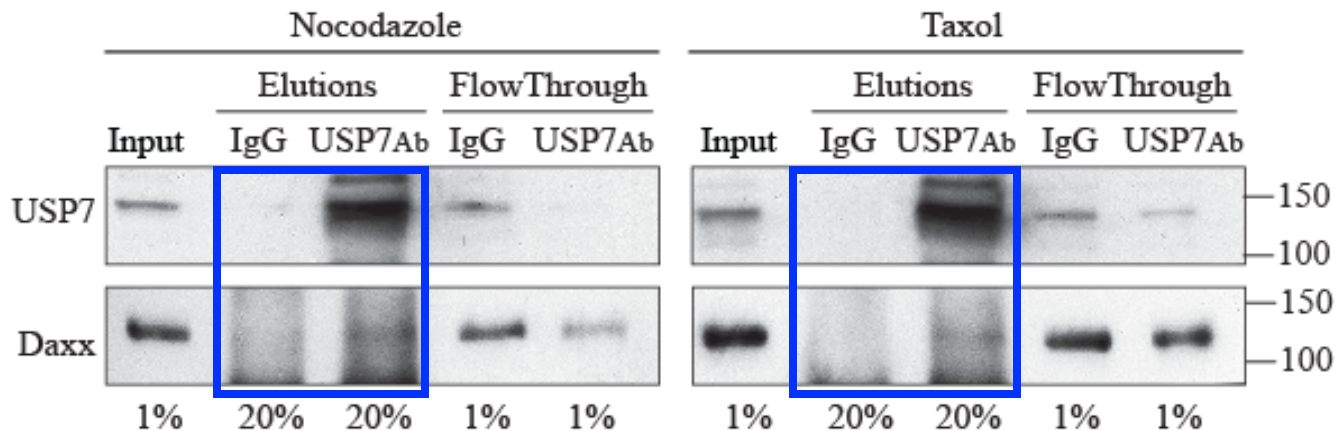 Nocodazole Taxol
Elutions FlowThrough Elutions FlowThrough
Input IgG USP7Ab IgG USP7Ab Input IgG USP7Ab IgG USP7Ab
USP7 150
100
Daxx 150
100
1% 20% 20% 1% 1% 1% 20% 20% 1% 1%